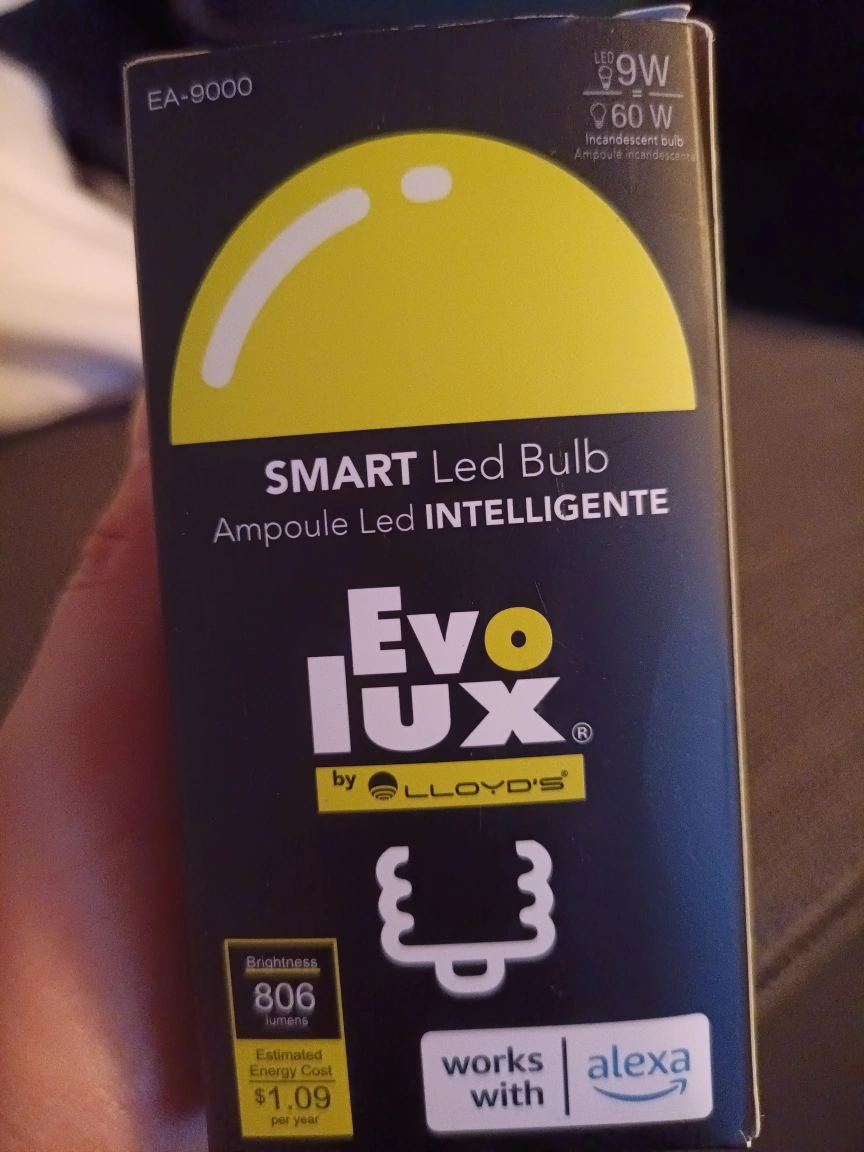 EA-9000
LED 9W
=
60 W
Incandescent bulb
Ampoule incandescente
SMART Led Bulb
Ampoule Led INTELLIGENTE
Evo
lux®
by LLOYD'S®
Brightness
806
lumens
Estimated
Energy Cost
$1.09
per year
works
with
alexa